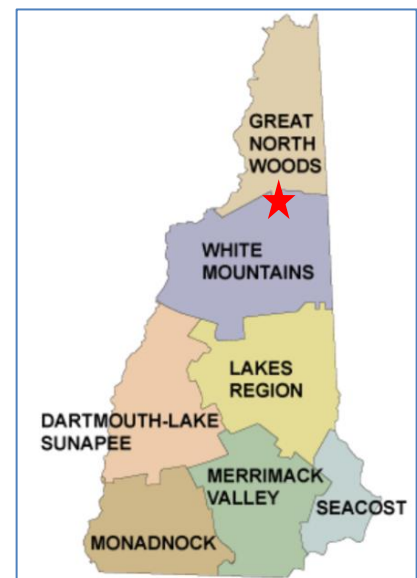 GREAT
NORTH
WOODS
WHITE
MOUNTAINS
LAKES
REGION
DARTMOUTH-LAKE
SUNAPEE
MERRIMACK
VALLEY
SEACOST
MONADNOCK